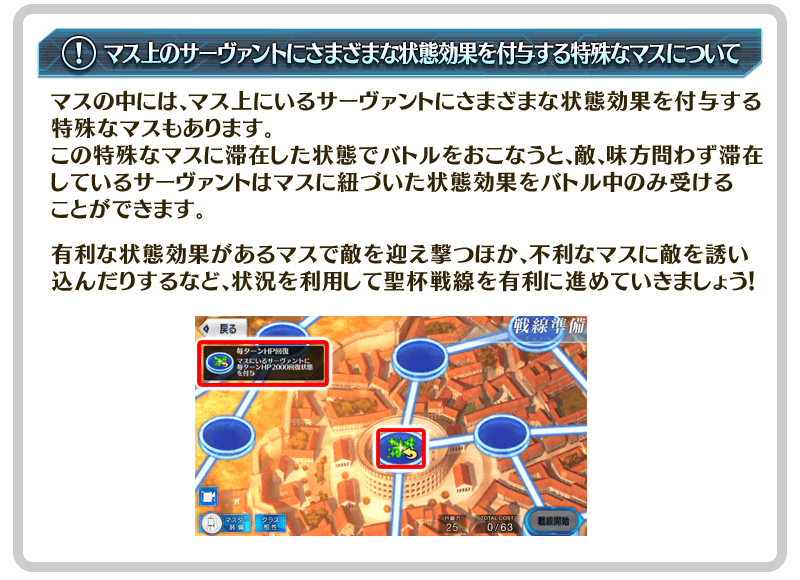 マス上のサーヴァントにさまざまな状態効果を付与する特殊なマスについて
マスの中には、マス上にいるサーヴァントにさまざまな状態効果を付与する
特殊なマスもあります。
この特殊なマスに滞在した状態でバトルをおこなうと、敵、味方問わず滞在
しているサーヴァントはマスに紐づいた状態効果をバトル中のみ受ける
ことができます。
有利な状態効果があるマスで敵を迎え撃つほか、不利なマスに敵を誘い
込んだりするなど、状況を利用して聖杯戦線を有利に進めていきましょう!
戻る
戦線準備
毎ターンHP回復
マスにいるサーヴァントに
毎ターンHP2000回復状態
を付与
マスター
装備
クラス
相性
行動力
25
TOTAL COST
0/63
戦線開始